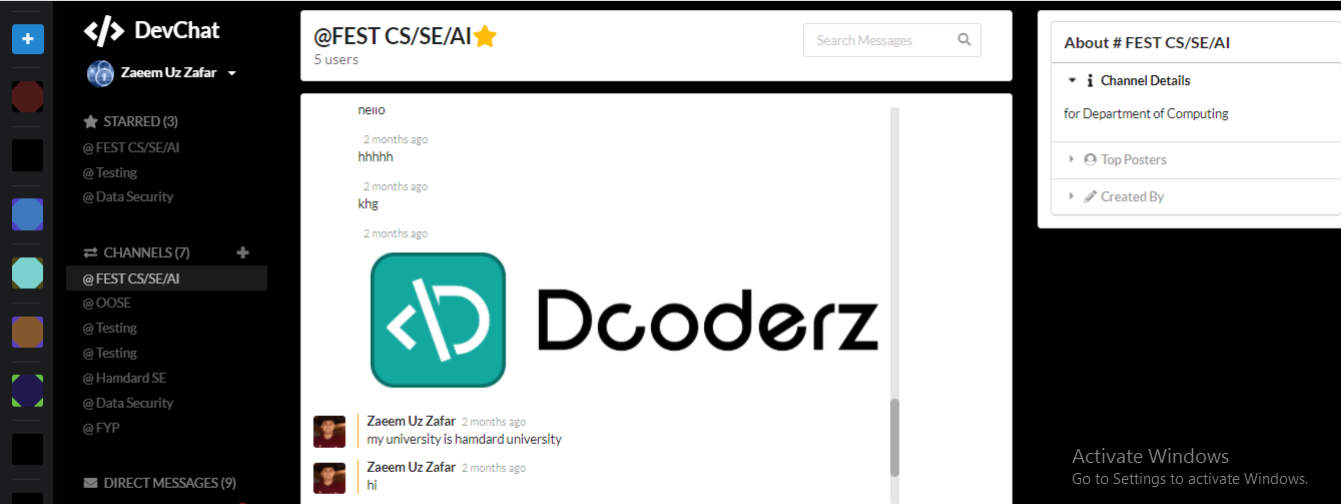 DevChat
Zaeem Uz Zafar
STARRED (3)
@ FEST CS/SE/AI
@ Testing
@ Data Security
CHANNELS (7)
@ FEST CS/SE/AI
@ OOSE
@ Testing
@ Testing
@ Hamdard SE
@ Data Security
@ FYP
DIRECT MESSAGES (9)
@FEST CS/SE/AI
5 users
Search Messages
hello
2 months ago
hhhhh
2 months ago
khg
2 months ago
Dcoderz
Zaeem Uz Zafar 2 months ago
my university is hamdard university
Zaeem Uz Zafar 2 months ago
hi
About # FEST CS/SE/AI
Channel Details
for Department of Computing
Top Posters
Created By
Activate Windows
Go to Settings to activate Windows.